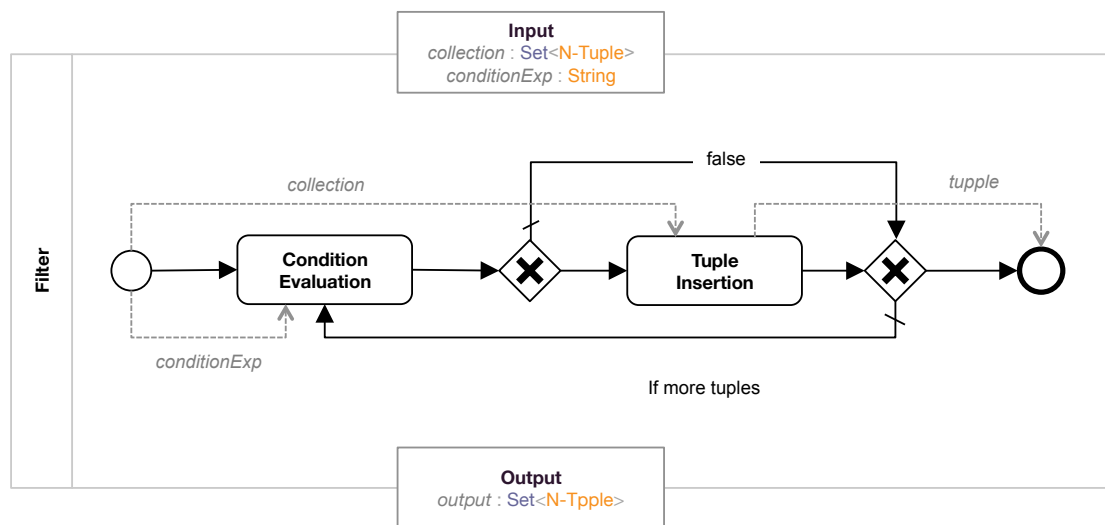 Input
collection : Set<N-Tuple>
conditionExp : String
false
collection
tupple
Filter
Condition
Evaluation
Tuple
Insertion
conditionExp
If more tuples
Output
output : Set<N-Tpple>